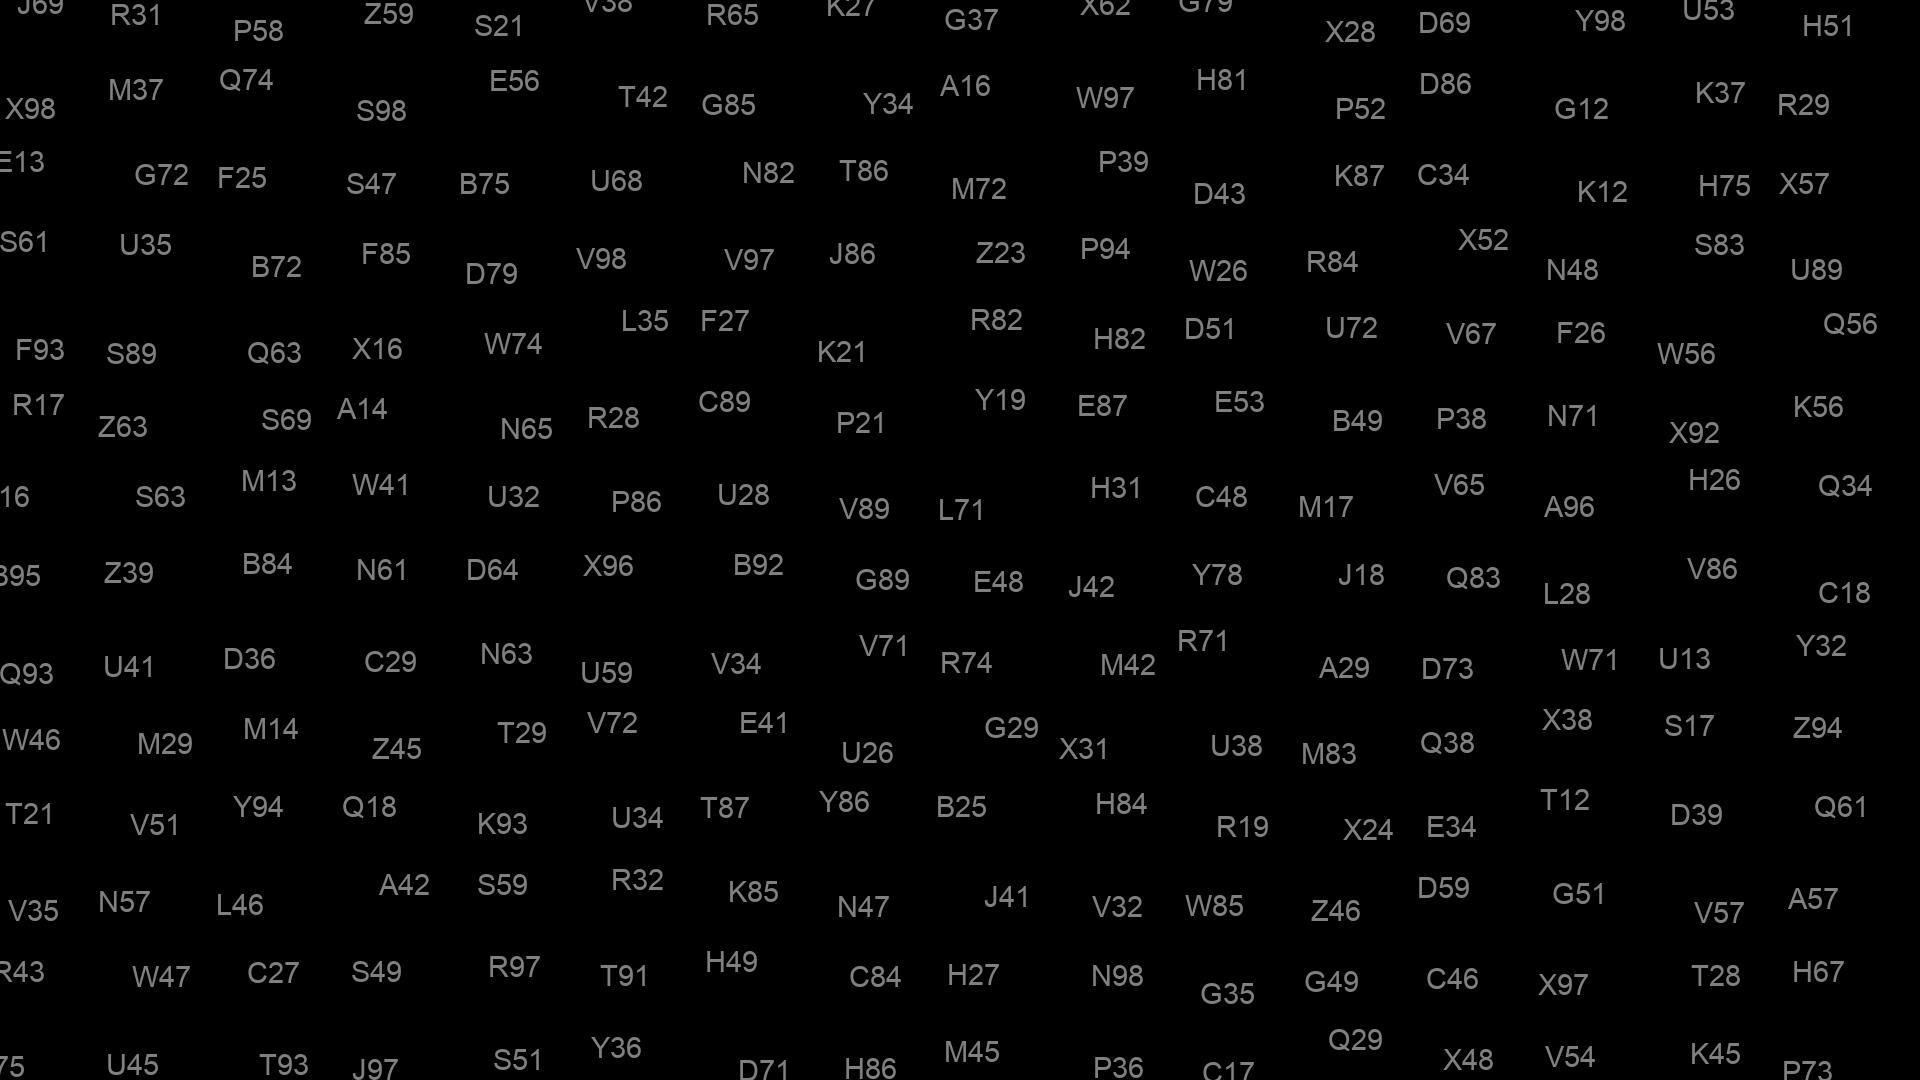 J69 R31 P58 Z59 S21 V38 R65 K27 G37 X62 G79 X28 D69 Y98 U53 H51
X98 M37 Q74 S98 E56 T42 G85 Y34 A16 W97 H81 P52 D86 G12 K37 R29
E13 G72 F25 S47 B75 U68 N82 T86 M72 P39 D43 K87 C34 K12 H75 X57
S61 U35 B72 F85 D79 V98 V97 J86 Z23 P94 W26 R84 X52 N48 S83 U89
F93 S89 Q63 X16 W74 L35 F27 K21 R82 H82 D51 U72 V67 F26 W56 Q56
R17 Z63 S69 A14 N65 R28 C89 P21 Y19 E87 E53 B49 P38 N71 X92 K56
16 S63 M13 W41 U32 P86 U28 V89 L71 H31 C48 M17 V65 A96 H26 Q34
B95 Z39 B84 N61 D64 X96 B92 G89 E48 J42 Y78 J18 Q83 L28 V86 C18
Q93 U41 D36 C29 N63 U59 V34 V71 R74 M42 R71 A29 D73 W71 U13 Y32
W46 M29 M14 Z45 T29 V72 E41 U26 G29 X31 U38 M83 Q38 X38 S17 Z94
T21 V51 Y94 Q18 K93 U34 T87 Y86 B25 H84 R19 X24 E34 T12 D39 Q61
V35 N57 L46 A42 S59 R32 K85 N47 J41 V32 W85 Z46 D59 G51 V57 A57
R43 W47 C27 S49 R97 T91 H49 C84 H27 N98 G35 G49 C46 X97 T28 H67
75 U45 T93 J97 S51 Y36 D71 H86 M45 P36 C17 Q29 X48 V54 K45 P73